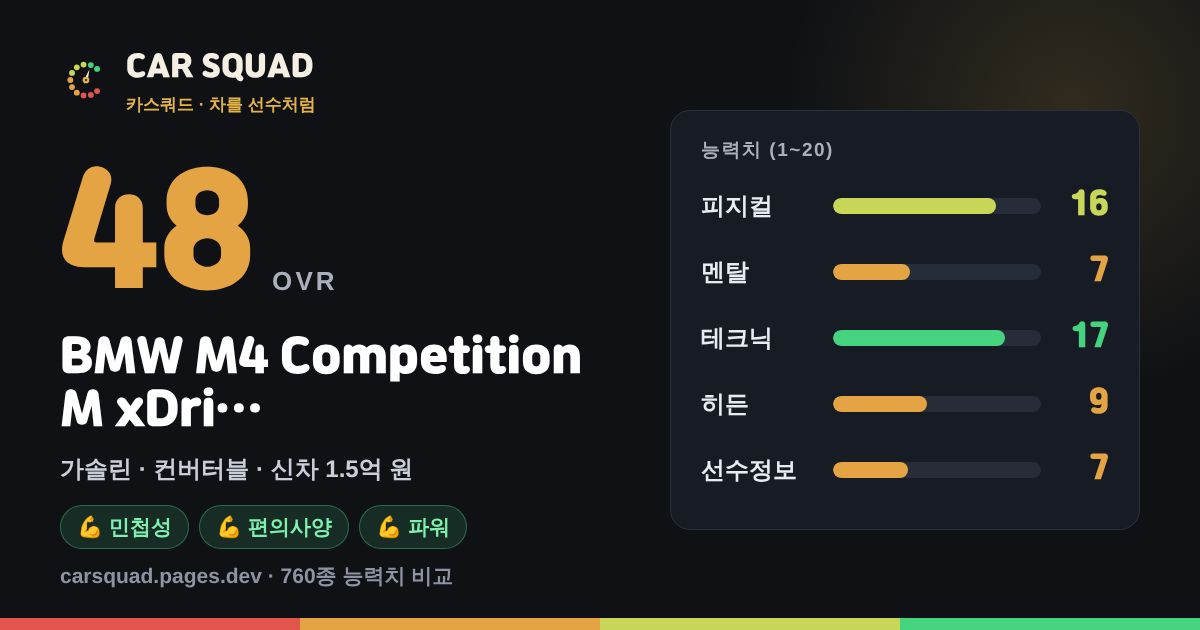 CAR SQUAD
카스쿼드 · 차를 선수처럼
48 OVR
BMW M4 Competition
M xDri···
가솔린 · 컨버터블 · 신차 1.5억 원
💪 민첩성 💪 편의사양 💪 파워
carsquad.pages.dev · 760종 능력치 비교
능력치 (1~20)
피지컬 16
멘탈 7
테크닉 17
히든 9
선수정보 7